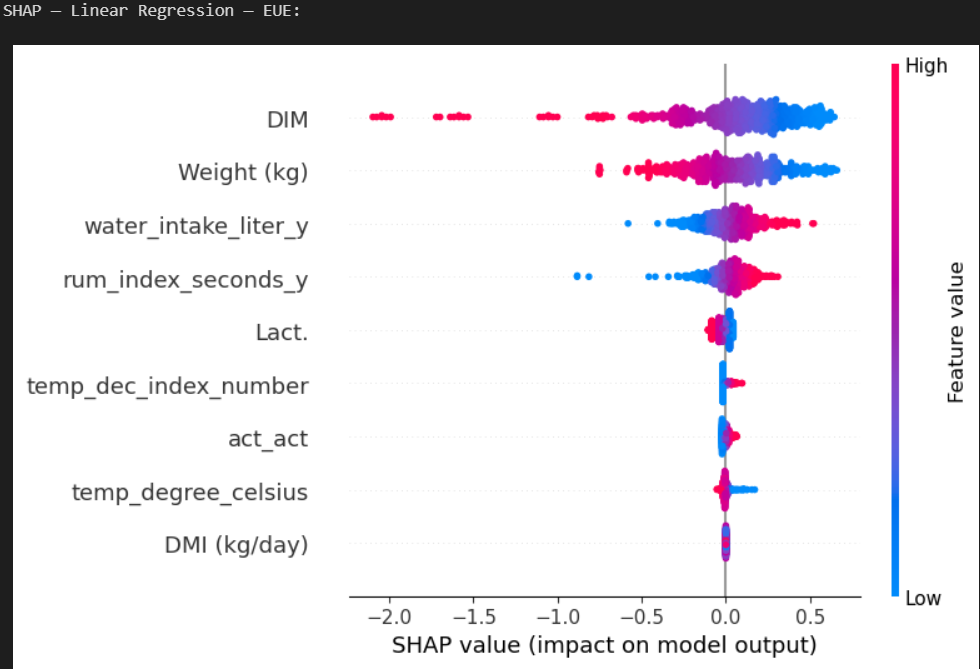 SHAP — Linear Regression — EUE:
High
DIM
Weight (kg)
water_intake_liter_y
rum_index_seconds_y
Lact.
temp_dec_index_number
act_act
temp_degree_celsius
DMI (kg/day)
Feature value
Low
−2.0 −1.5 −1.0 −0.5 0.0 0.5
SHAP value (impact on model output)